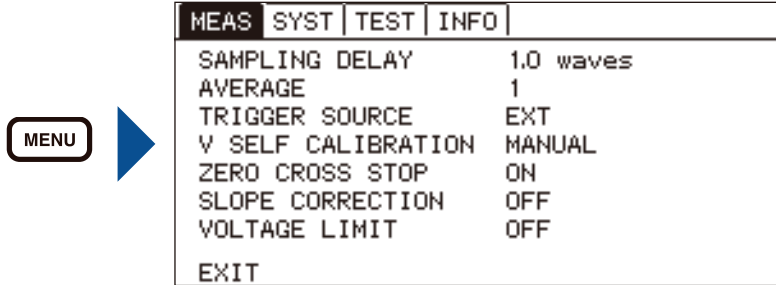 MEAS SYST TEST INFO
MENU
SAMPLING DELAY 1.0 waves
AVERAGE 1
TRIGGER SOURCE EXT
V SELF CALIBRATION MANUAL
ZERO CROSS STOP ON
SLOPE CORRECTION OFF
VOLTAGE LIMIT OFF
EXIT